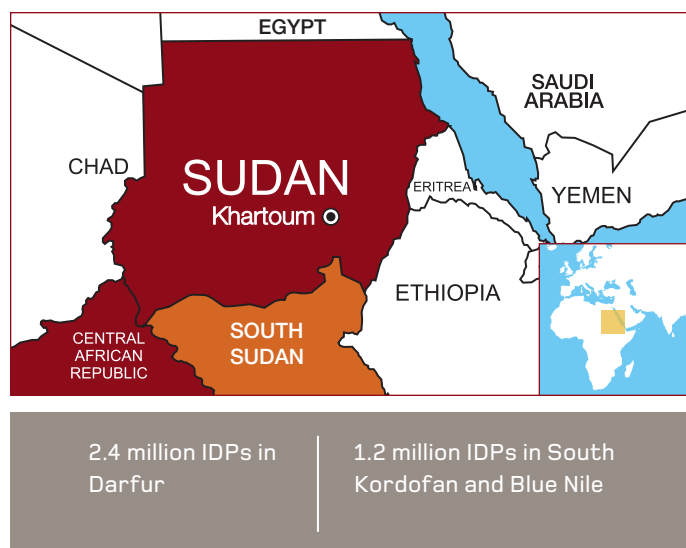 EGYPT
SAUDI
ARABIA
CHAD
SUDAN
Khartoum
ERITREA
YEMEN
ETHIOPIA
SOUTH
SUDAN
CENTRAL
AFRICAN
REPUBLIC
2.4 million IDPs in
Darfur
1.2 million IDPs in South
Kordofan and Blue Nile